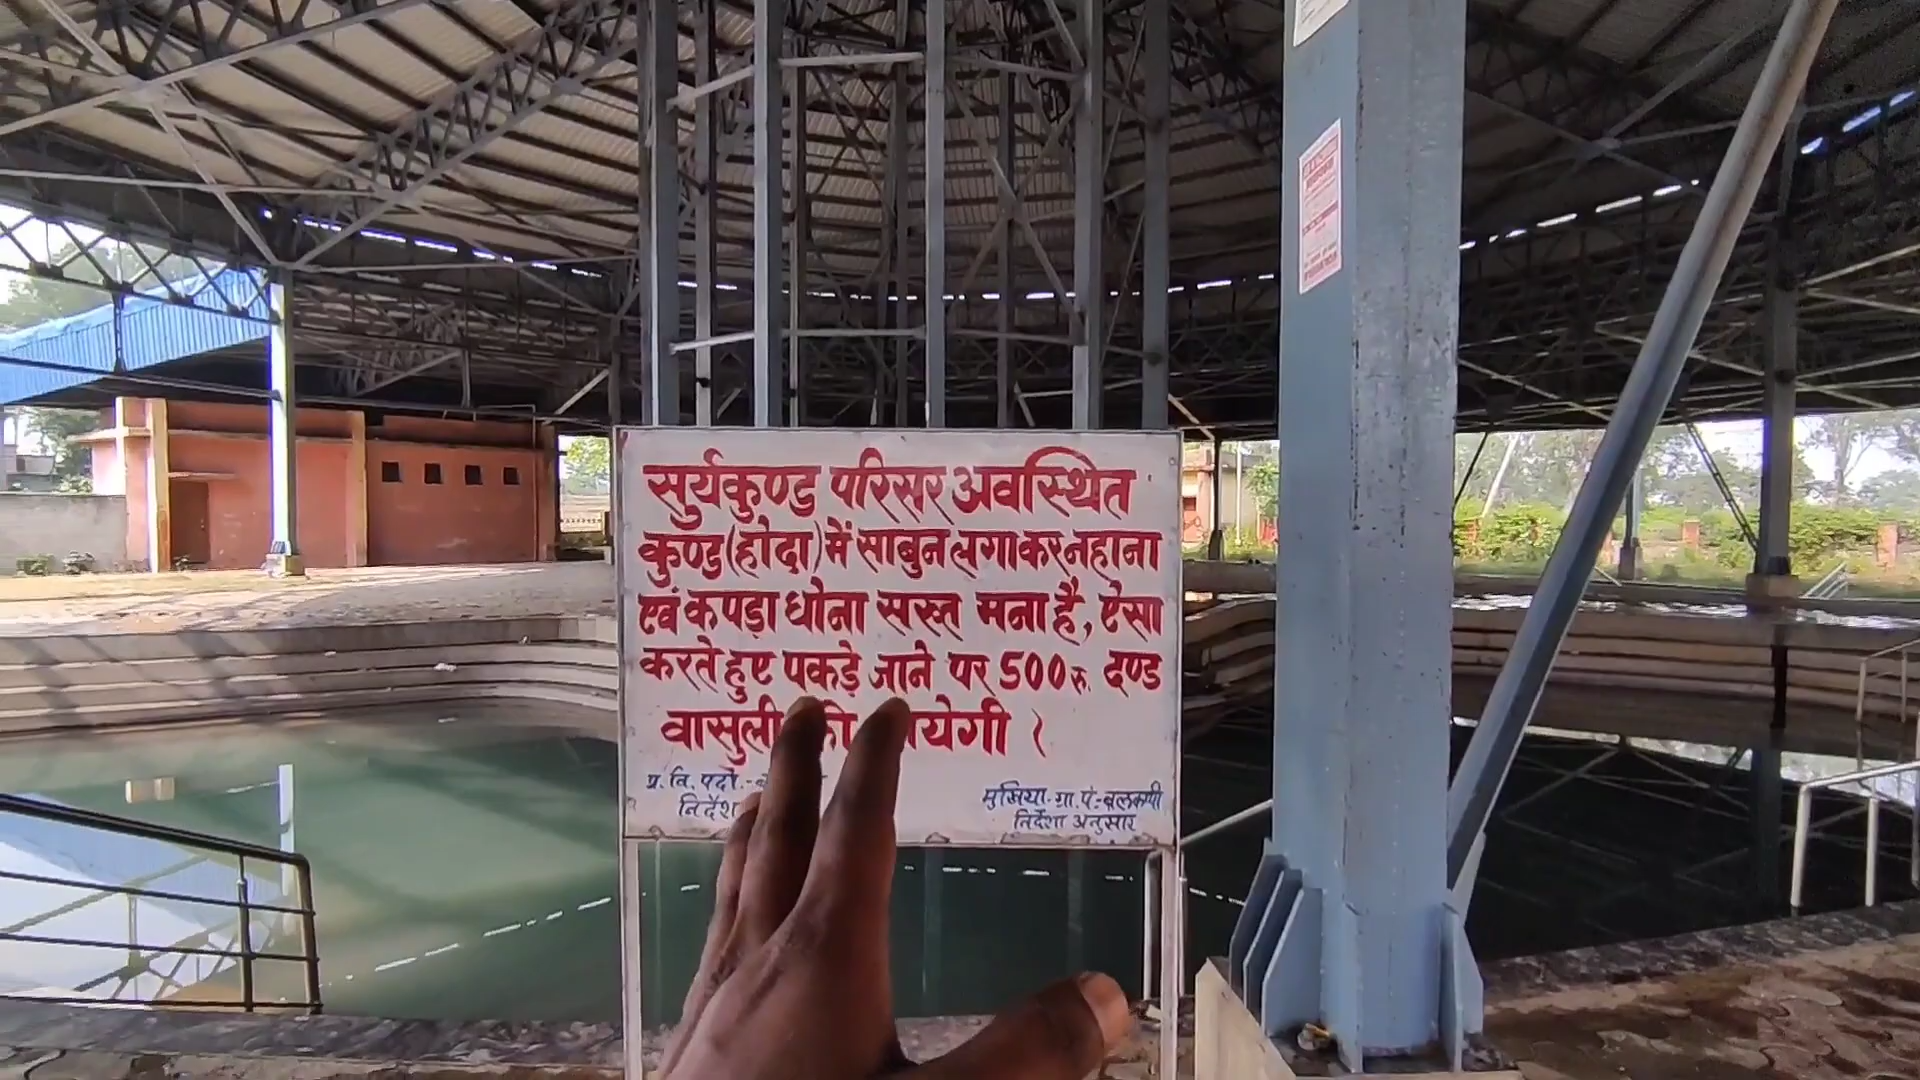 सुर्यकुण्ड परिसर अवस्थित
कुण्ड (होदा) में साबुन लगाकर नहाना
एवं कपड़ा धोना सख्त मना है, ऐसा
करते हुए पकड़े जाने पर 500 रु. दण्ड
वासुली
प्र. वि. पदा.-
मुखिया-ग्रा. पं.-बलकपी
निर्देशा अनुसार